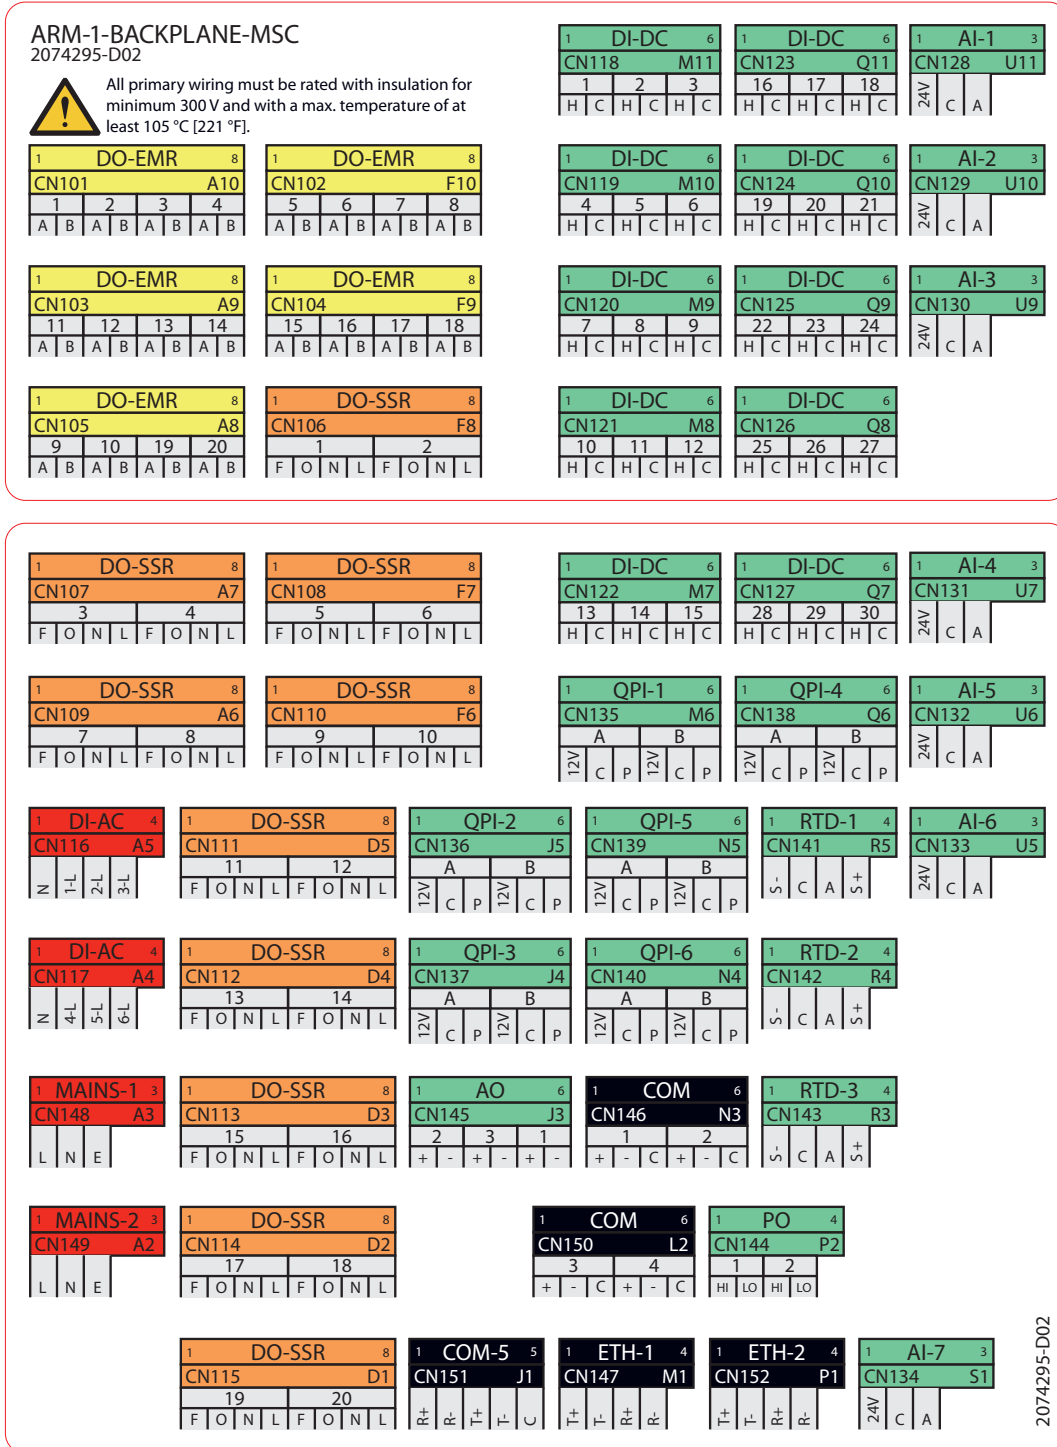 ARM-1-BACKPLANE-MSC
2074295-D02
All primary wiring must be rated with insulation for
minimum 300 V and with a max. temperature of at
least 105 °C [221 °F].
1 DI-DC 6 1 DI-DC 6 1 AI-1 3
CN118 M11 CN123 Q11 CN128 U11
1 2 3 16 17 18 24V C A
H C H C H C H C H C H C
1 DO-EMR 8 1 DO-EMR 8 1 DI-DC 6 1 DI-DC 6 1 AI-2 3
CN101 A10 CN102 F10 CN119 M10 CN124 Q10 CN129 U10
1 2 3 4 5 6 7 8 4 5 6 19 20 21 24V C A
A B A B A B A B A B A B A B A B H C H C H C H C H C H C
1 DO-EMR 8 1 DO-EMR 8 1 DI-DC 6 1 DI-DC 6 1 AI-3 3
CN103 A9 CN104 F9 CN120 M9 CN125 Q9 CN130 U9
11 12 13 14 15 16 17 18 7 8 9 22 23 24 24V C A
A B A B A B A B A B A B A B A B H C H C H C H C H C H C
1 DO-EMR 8 1 DO-SSR 8 1 DI-DC 6 1 DI-DC 6
CN105 A8 CN106 F8 CN121 M8 CN126 Q8
9 10 19 20 1 2 10 11 12 25 26 27
A B A B A B A B F O N L F O N L H C H C H C H C H C H C
1 DO-SSR 8 1 DO-SSR 8 1 DI-DC 6 1 DI-DC 6 1 AI-4 3
CN107 A7 CN108 F7 CN122 M7 CN127 Q7 CN131 U7
3 4 5 6 13 14 15 28 29 30 24V C A
F O N L F O N L F O N L F O N L H C H C H C H C H C H C
1 DO-SSR 8 1 DO-SSR 8 1 QPI-1 6 1 QPI-4 6 1 AI-5 3
CN109 A6 CN110 F6 CN135 M6 CN138 Q6 CN132 U6
7 8 9 10 A B A B 24V C A
F O N L F O N L F O N L F O N L 12V C P 12V C P 12V C P 12V C P
1 DI-AC 4 1 DO-SSR 8 1 QPI-2 6 1 QPI-5 6 1 RTD-1 4 1 AI-6 3
CN116 A5 CN111 D5 CN136 J5 CN139 N5 CN141 R5 CN133 U5
11 12 A B A B
N 1-L 2-L 3-L F O N L F O N L 12V C P 12V C P 12V C P 12V C P S - C A S + 24V C A
1 DI-AC 4 1 DO-SSR 8 1 QPI-3 6 1 QPI-6 6 1 RTD-2 4
CN117 A4 CN112 D4 CN137 J4 CN140 N4 CN142 R4
13 14 A B A B
N 4-L 5-L 6-L F O N L F O N L 12V C P 12V C P 12V C P 12V C P S - C A S +
1 MAINS-1 3 1 DO-SSR 8 1 AO 6 1 COM 6 1 RTD-3 4
CN148 A3 CN113 D3 CN145 J3 CN146 N3 CN143 R3
15 16 2 3 1 1 2
L N E F O N L F O N L + - + - + - + - C + - C S - C A S +
1 MAINS-2 3 1 DO-SSR 8 1 COM 6 1 PO 4
CN149 A2 CN114 D2 CN150 L2 CN144 P2
17 18 3 4 1 2
L N E F O N L F O N L + - C + - C HI LO HI LO
1 DO-SSR 8 1 COM-5 5 1 ETH-1 4 1 ETH-2 4 1 AI-7 3
CN115 D1 CN151 J1 CN147 M1 CN152 P1 CN134 S1
19 20
F O N L F O N L R+ R- T+ T- C T+ T- R+ R- T+ T- R+ R- 24V C A
2074295-D02